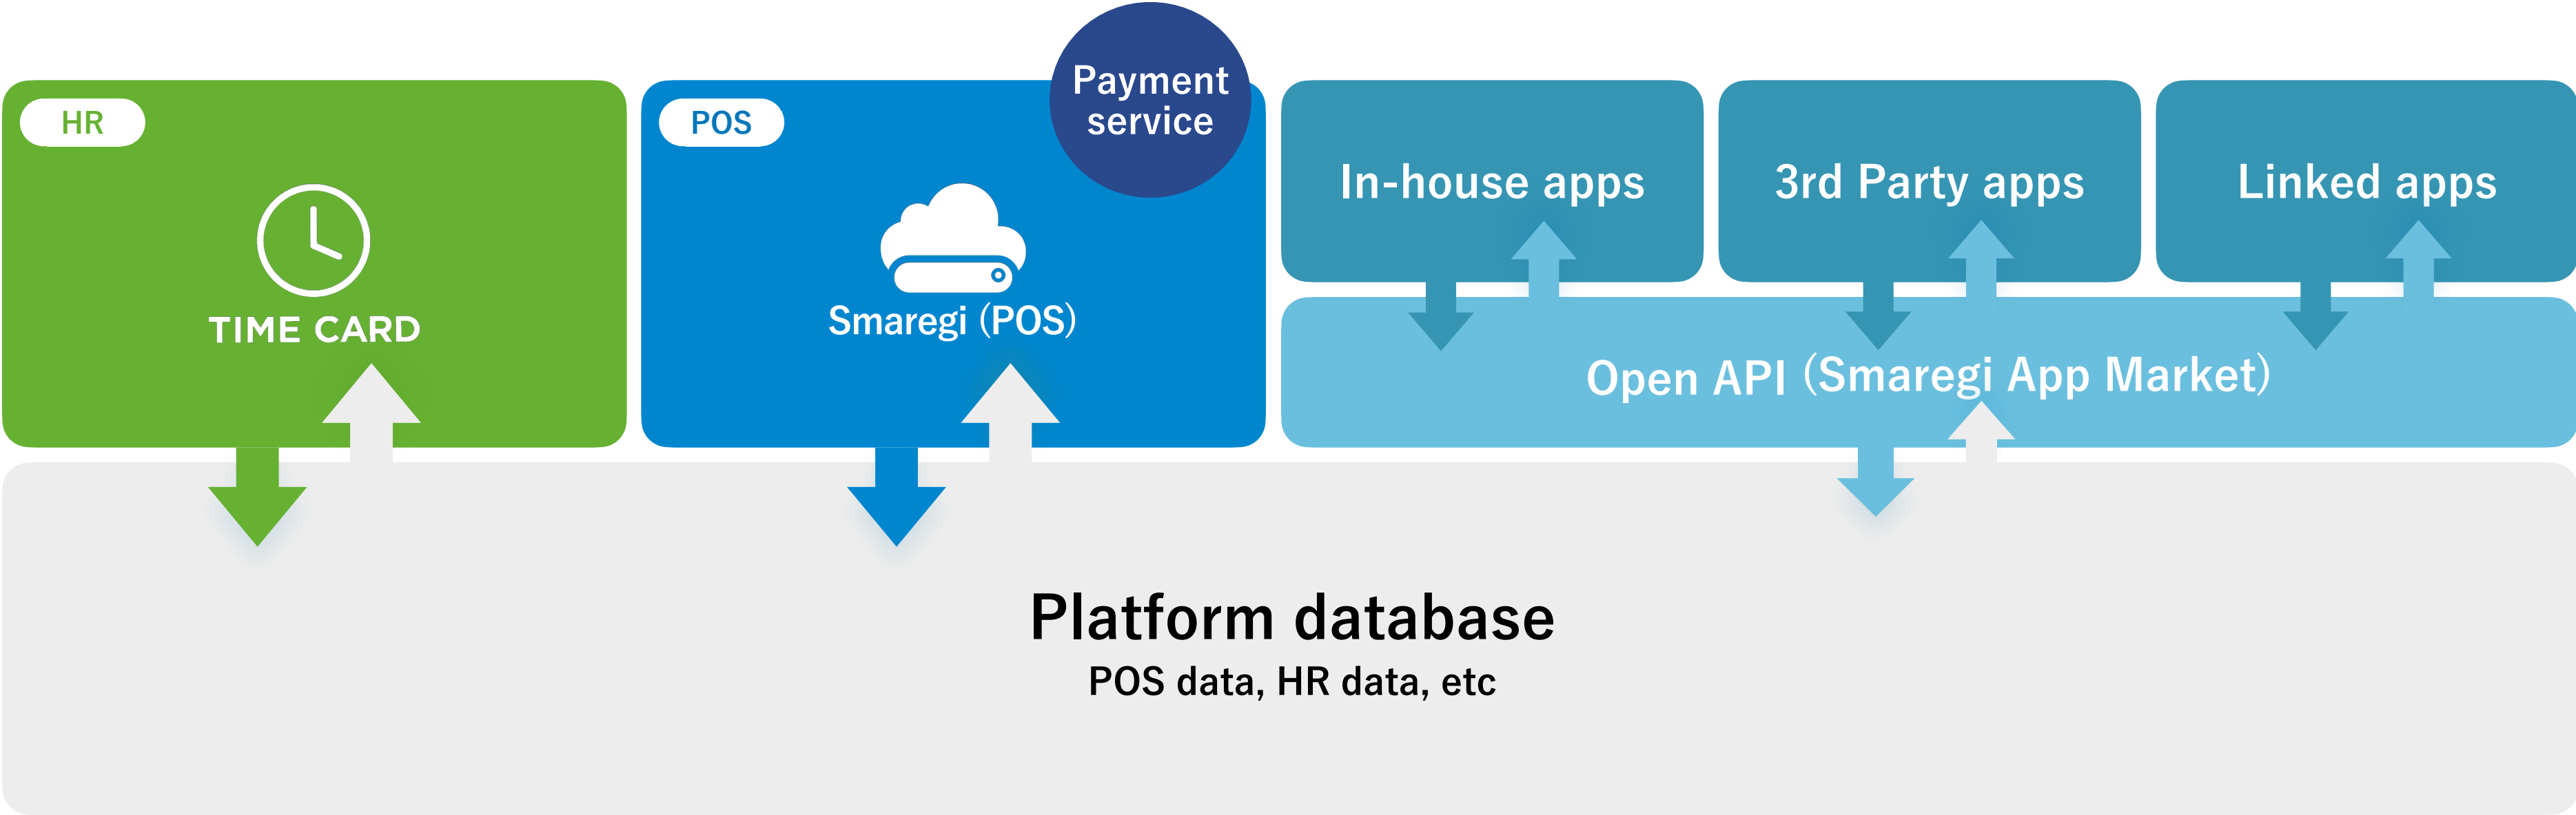 HR
TIME CARD
POS
Payment
service
Smaregi (POS)
In-house apps
3rd Party apps
Linked apps
Open API (Smaregi App Market)
Platform database
POS data, HR data, etc